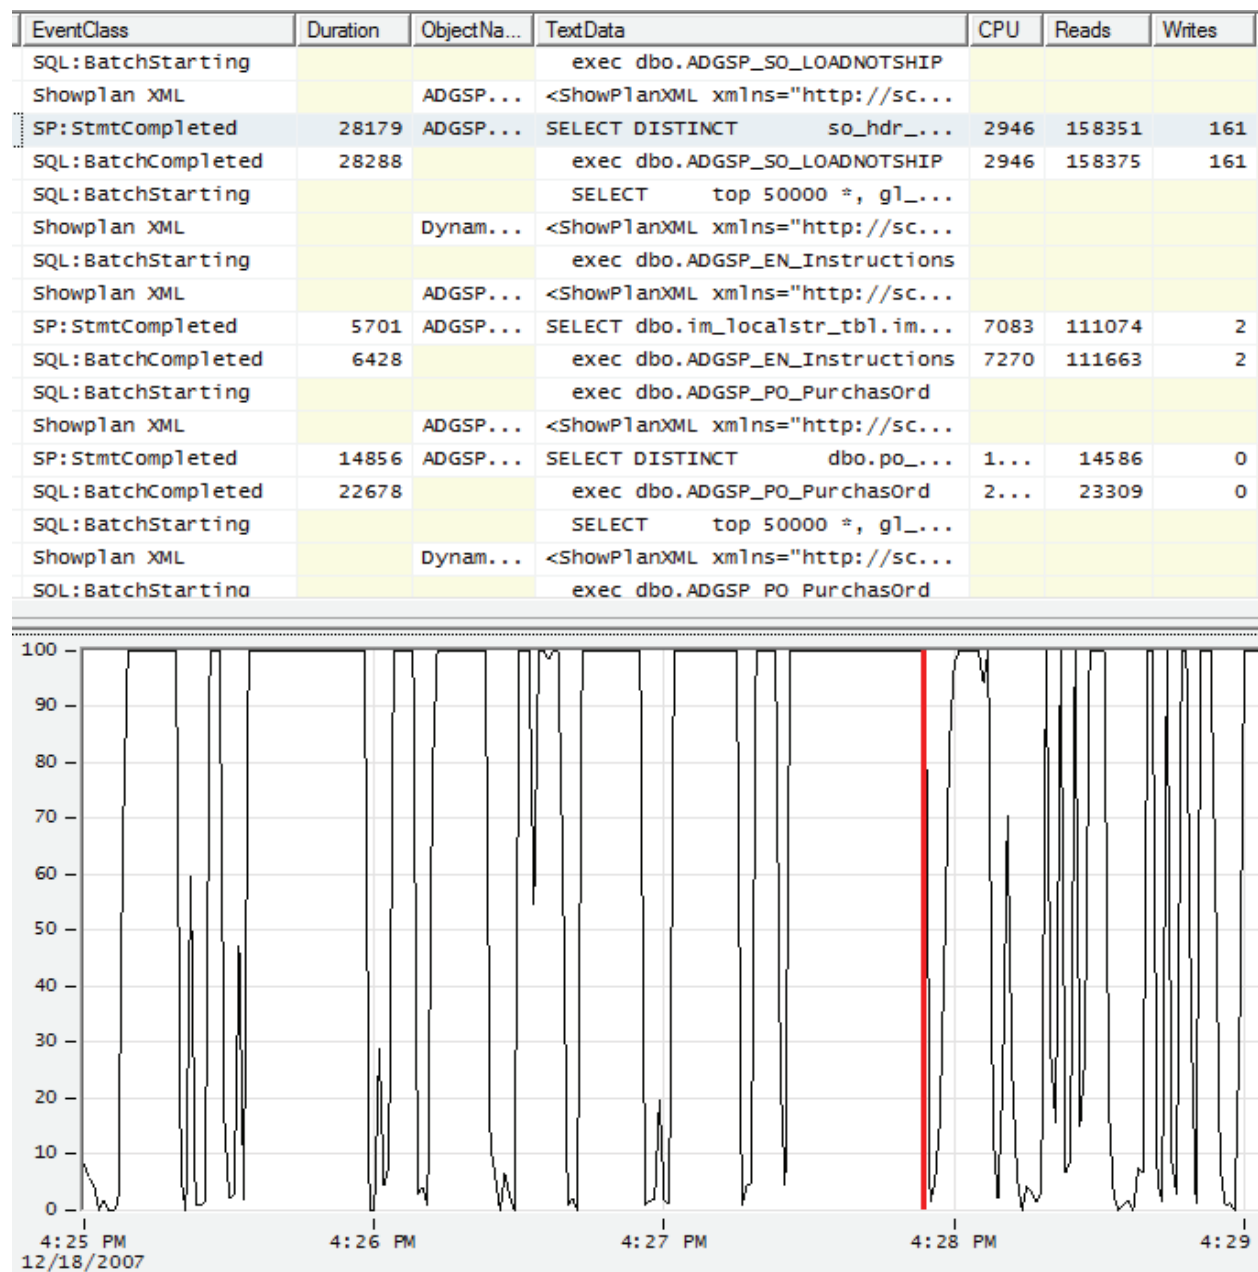 EventClass Duration ObjectNa... TextData CPU Reads Writes
SQL:BatchStarting exec dbo.ADGSP_SO_LOADNOTSHIP
Showplan XML ADGSP... <ShowPlanXML xmlns="http://sc...
SP:StmtCompleted 28179 ADGSP... SELECT DISTINCT so_hdr_... 2946 158351 161
SQL:BatchCompleted 28288 exec dbo.ADGSP_SO_LOADNOTSHIP 2946 158375 161
SQL:BatchStarting SELECT top 50000 *, gl_...
Showplan XML Dynam... <ShowPlanXML xmlns="http://sc...
SQL:BatchStarting exec dbo.ADGSP_EN_Instructions
Showplan XML ADGSP... <ShowPlanXML xmlns="http://sc...
SP:StmtCompleted 5701 ADGSP... SELECT dbo.im_localstr_tbl.im... 7083 111074 2
SQL:BatchCompleted 6428 exec dbo.ADGSP_EN_Instructions 7270 111663 2
SQL:BatchStarting exec dbo.ADGSP_PO_PurchasOrd
Showplan XML ADGSP... <ShowPlanXML xmlns="http://sc...
SP:StmtCompleted 14856 ADGSP... SELECT DISTINCT dbo.po_... 1... 14586 0
SQL:BatchCompleted 22678 exec dbo.ADGSP_PO_PurchasOrd 2... 23309 0
SQL:BatchStarting SELECT top 50000 *, gl_...
Showplan XML Dynam... <ShowPlanXML xmlns="http://sc...
SQL:BatchStarting exec dbo.ADGSP_PO_PurchasOrd
100
90
80
70
60
50
40
30
20
10
0
4:25 PM 4:26 PM 4:27 PM 4:28 PM 4:29
12/18/2007